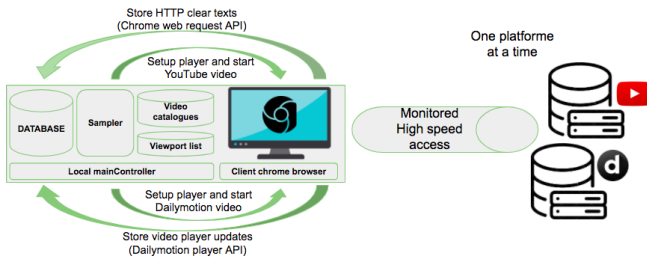 Store HTTP clear texts
(Chrome web request API)
One platforme
at a time
Setup player and start
YouTube video
DATABASE
Sampler
Video
catalogues
Viewport list
Monitored
High speed
access
Local mainController
Client chrome browser
d
Setup player and start
Dailymotion video
Store video player updates
(Dailymotion player API)